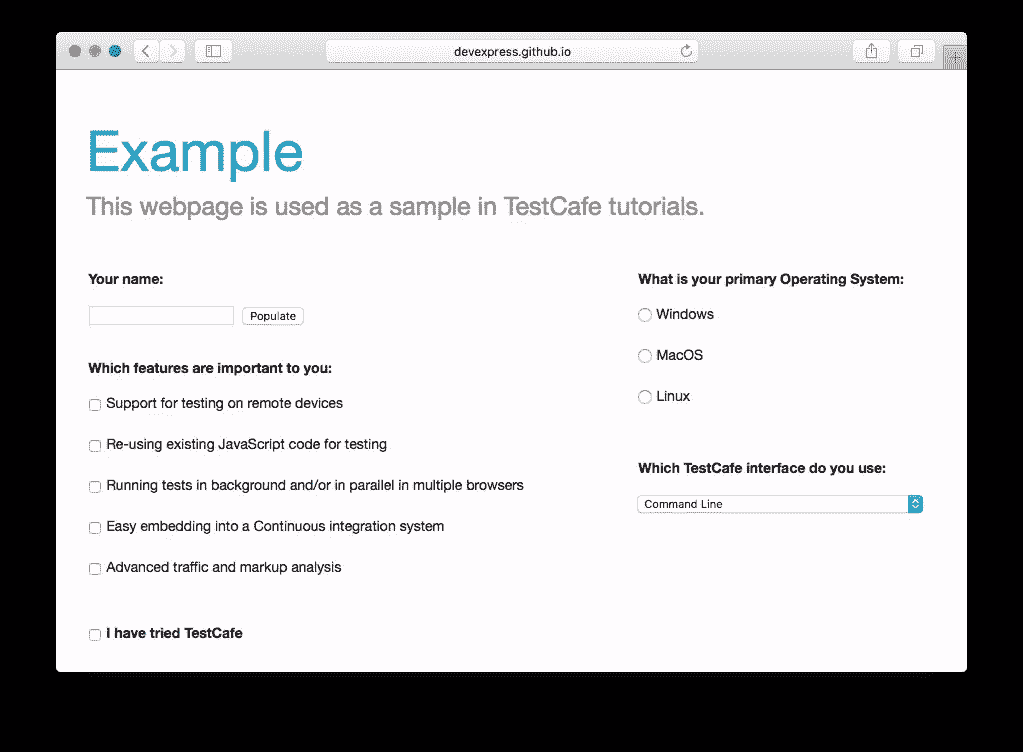 devexpress.github.io
Example
This webpage is used as a sample in TestCafe tutorials.
Your name:
Populate
Which features are important to you:
Support for testing on remote devices
Re-using existing JavaScript code for testing
Running tests in background and/or in parallel in multiple browsers
Easy embedding into a Continuous integration system
Advanced traffic and markup analysis
I have tried TestCafe
What is your primary Operating System:
Windows
MacOS
Linux
Which TestCafe interface do you use:
Command Line